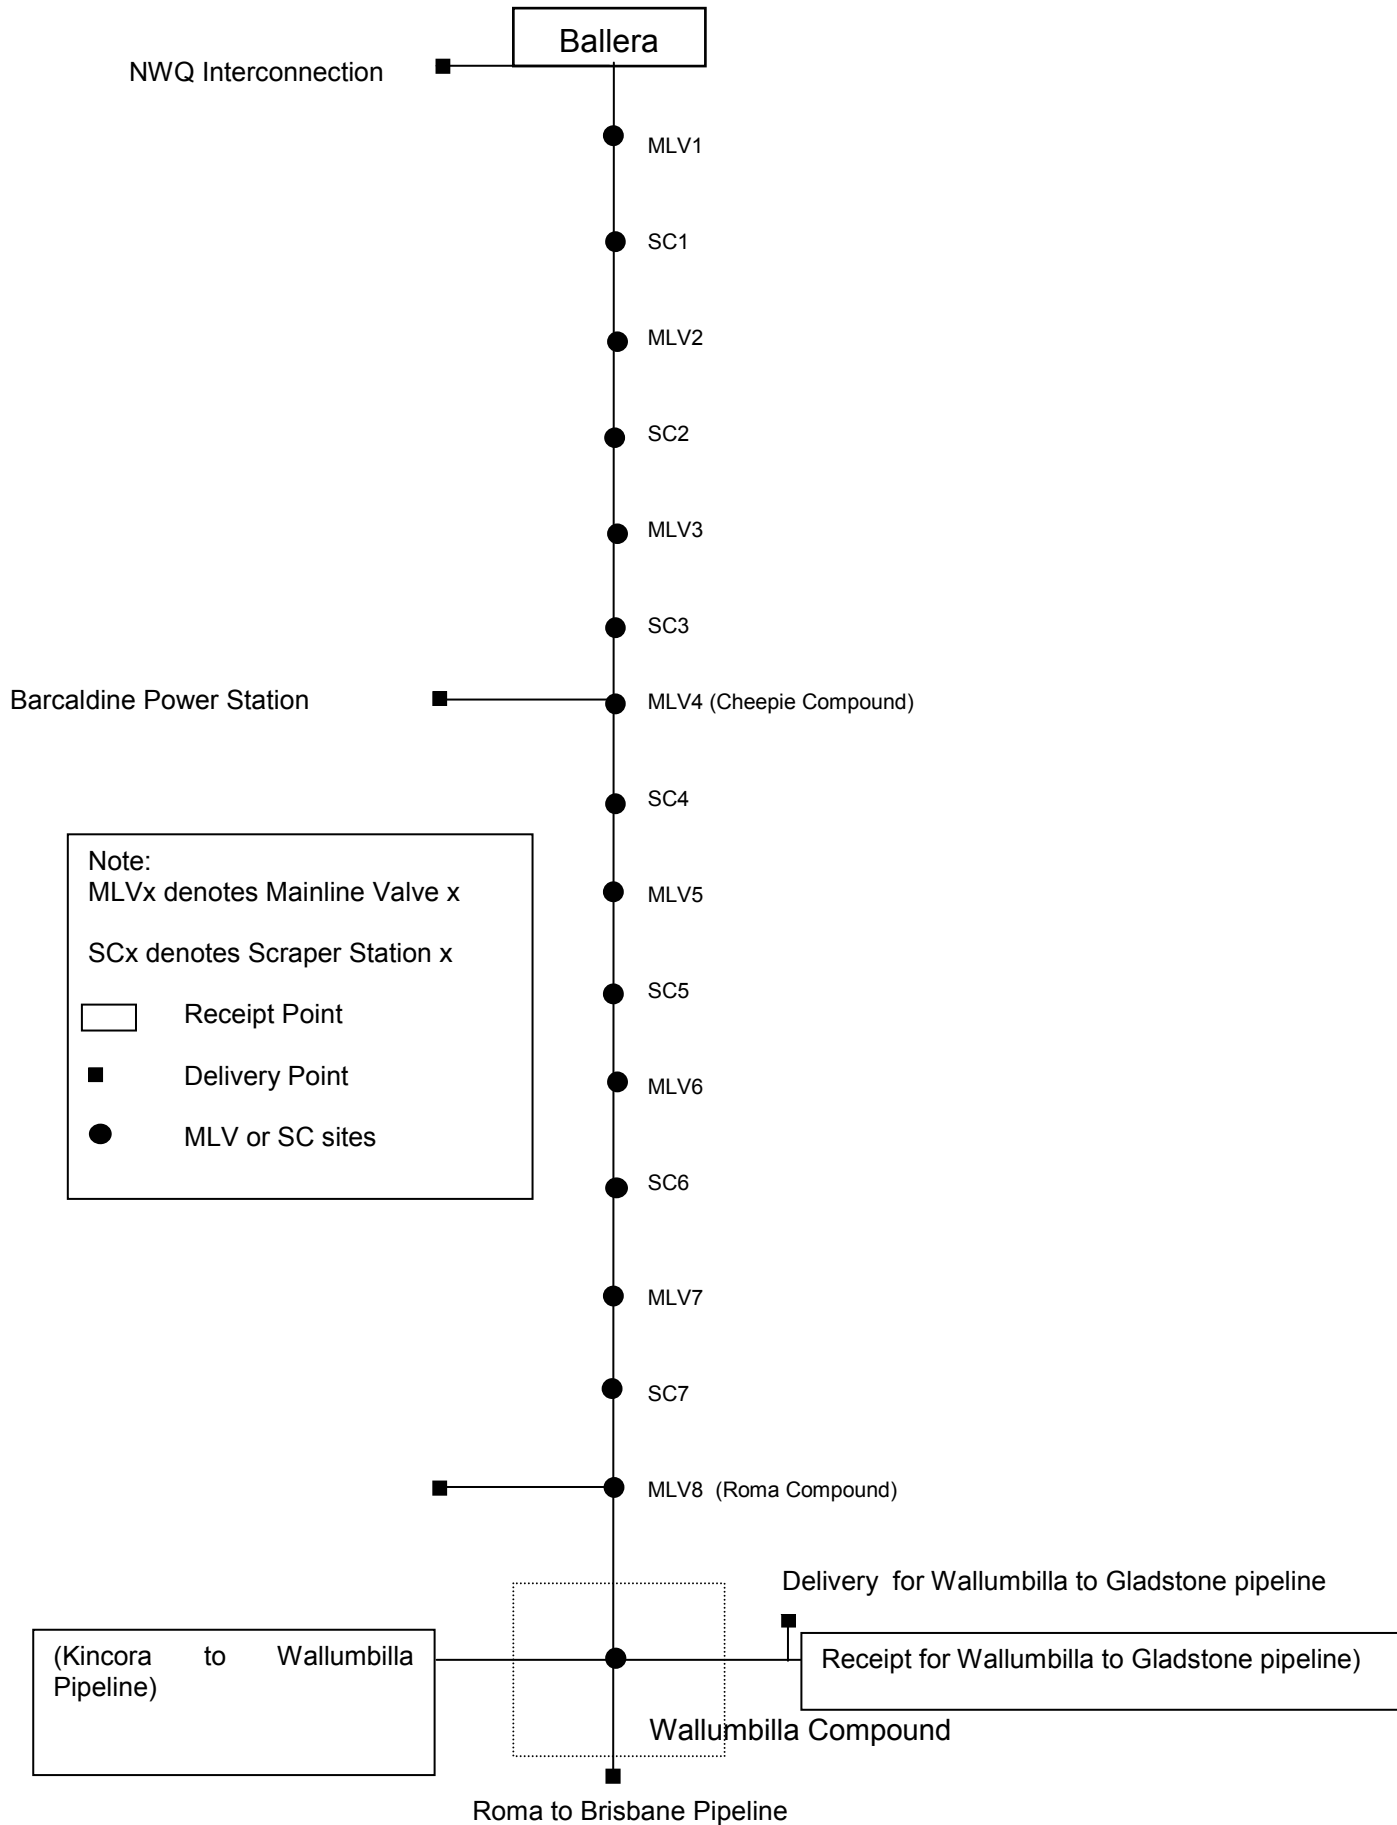 Ballera
NWQ Interconnection
MLV1
SC1
MLV2
SC2
MLV3
SC3
Barcaldine Power Station
MLV4 (Cheepie Compound)
SC4
Note:
MLVx denotes Mainline Valve x
SCx denotes Scraper Station x
Receipt Point
Delivery Point
MLV or SC sites
MLV5
SC5
MLV6
SC6
MLV7
SC7
MLV8 (Roma Compound)
Delivery for Wallumbilla to Gladstone pipeline
(Kincora to Wallumbilla
Pipeline)
Receipt for Wallumbilla to Gladstone pipeline)
Wallumbilla Compound
Roma to Brisbane Pipeline